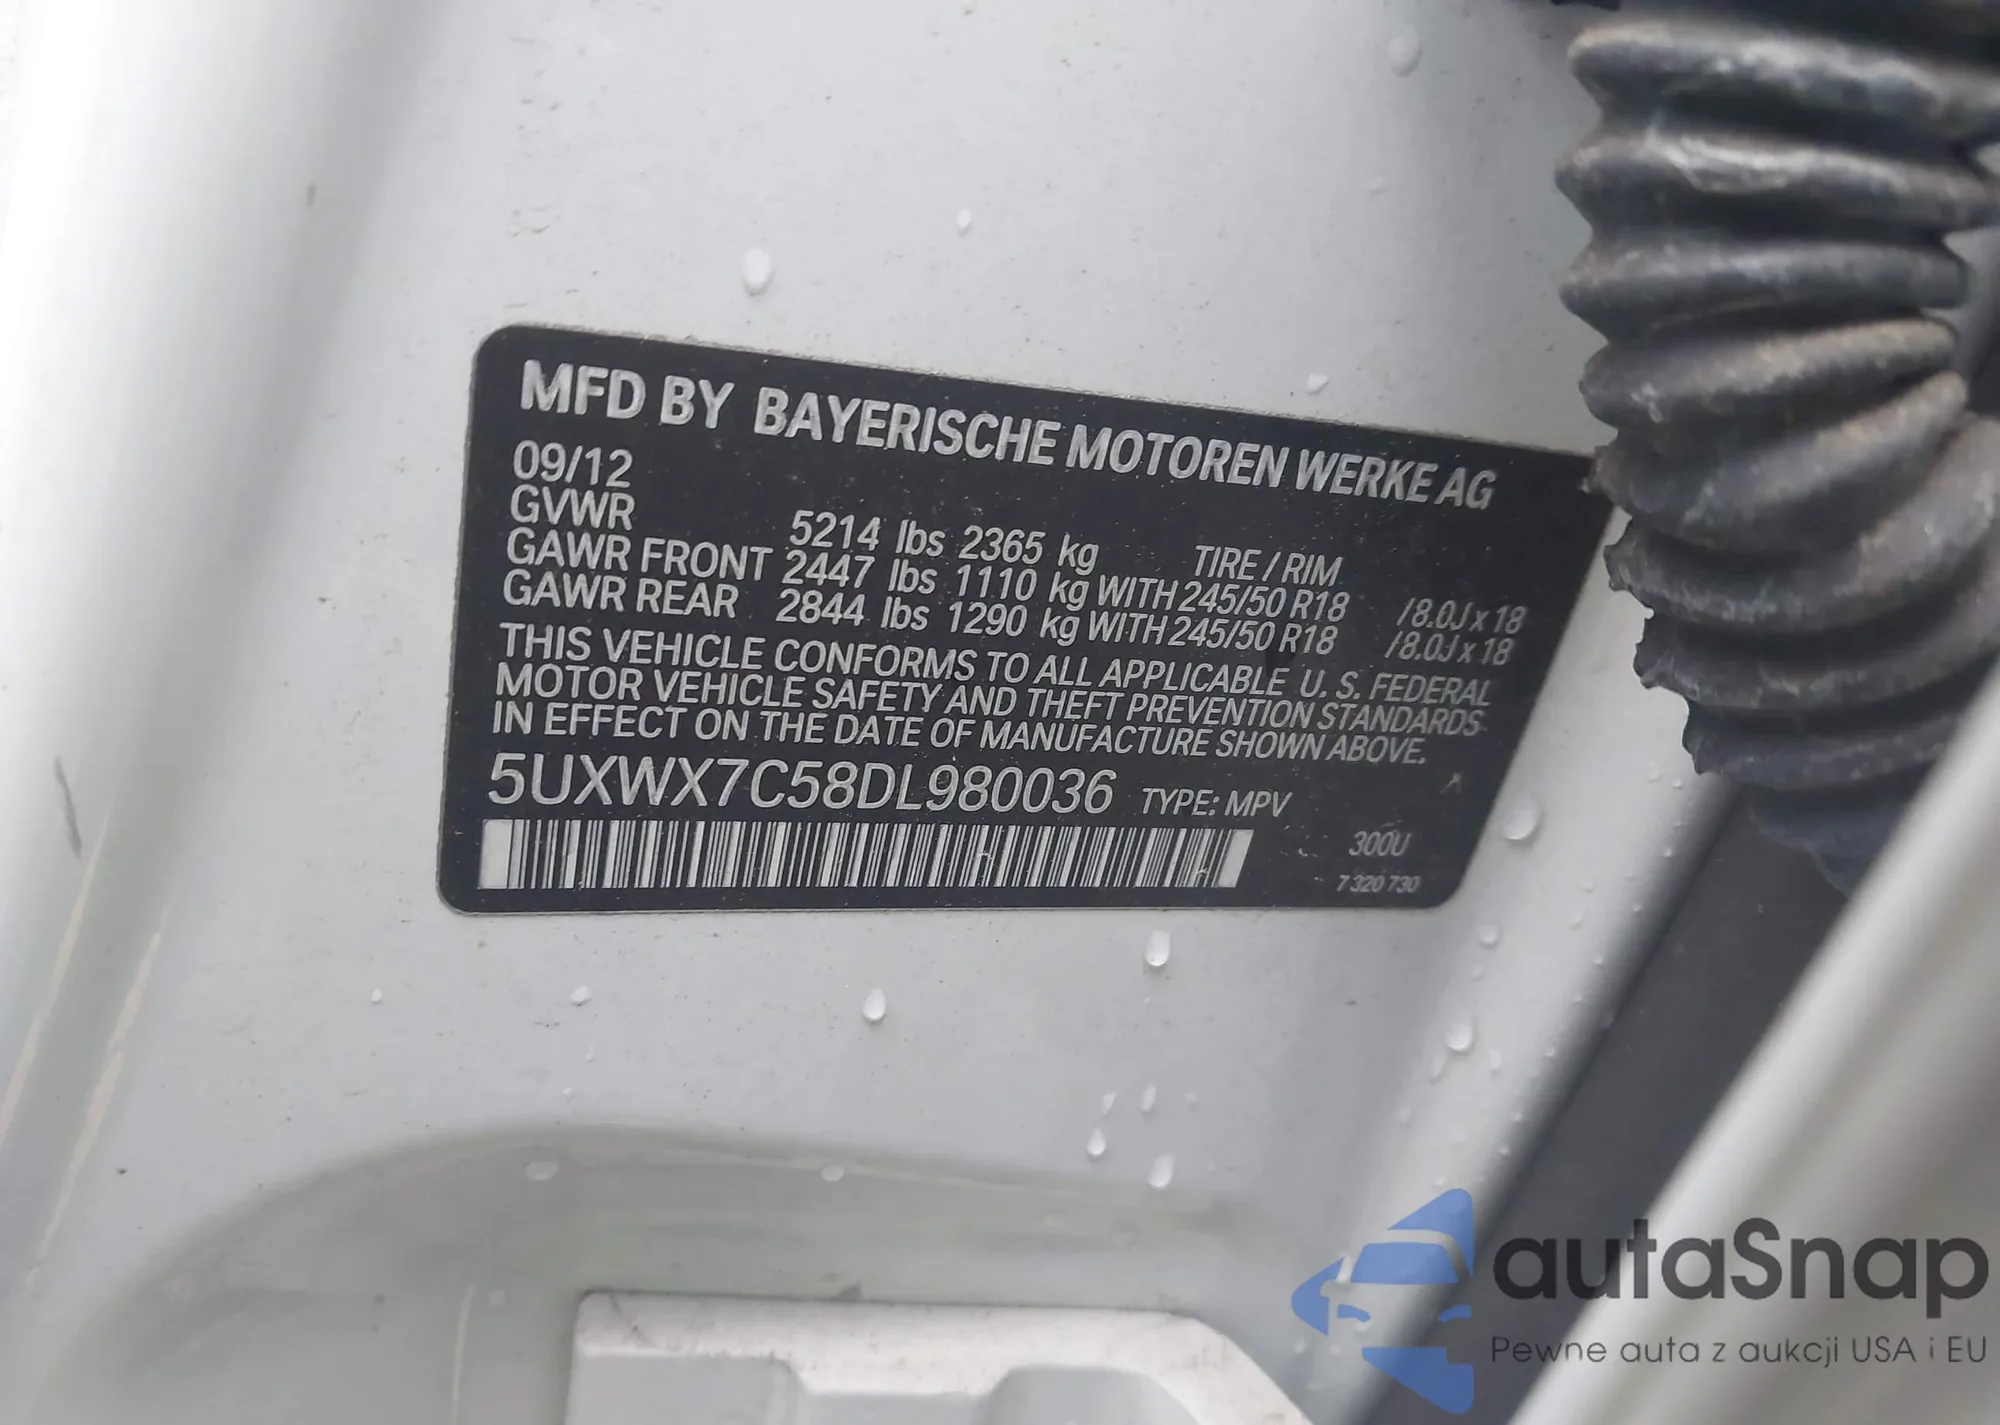 MFD BY BAYERISCHE MOTOREN WERKE AG
09/12
GVWR 5214 lbs 2365 kg TIRE / RIM
GAWR FRONT 2447 lbs 1110 kg WITH 245/50 R18 /8.0J x 18
GAWR REAR 2844 lbs 1290 kg WITH 245/50 R18 /8.0J x 18
THIS VEHICLE CONFORMS TO ALL APPLICABLE U. S. FEDERAL
MOTOR VEHICLE SAFETY AND THEFT PREVENTION STANDARDS
IN EFFECT ON THE DATE OF MANUFACTURE SHOWN ABOVE.
5UXWX7C58DL980036 TYPE: MPV
300U
7 320 730
autaSnap
Pewne auta z aukcji USA i EU